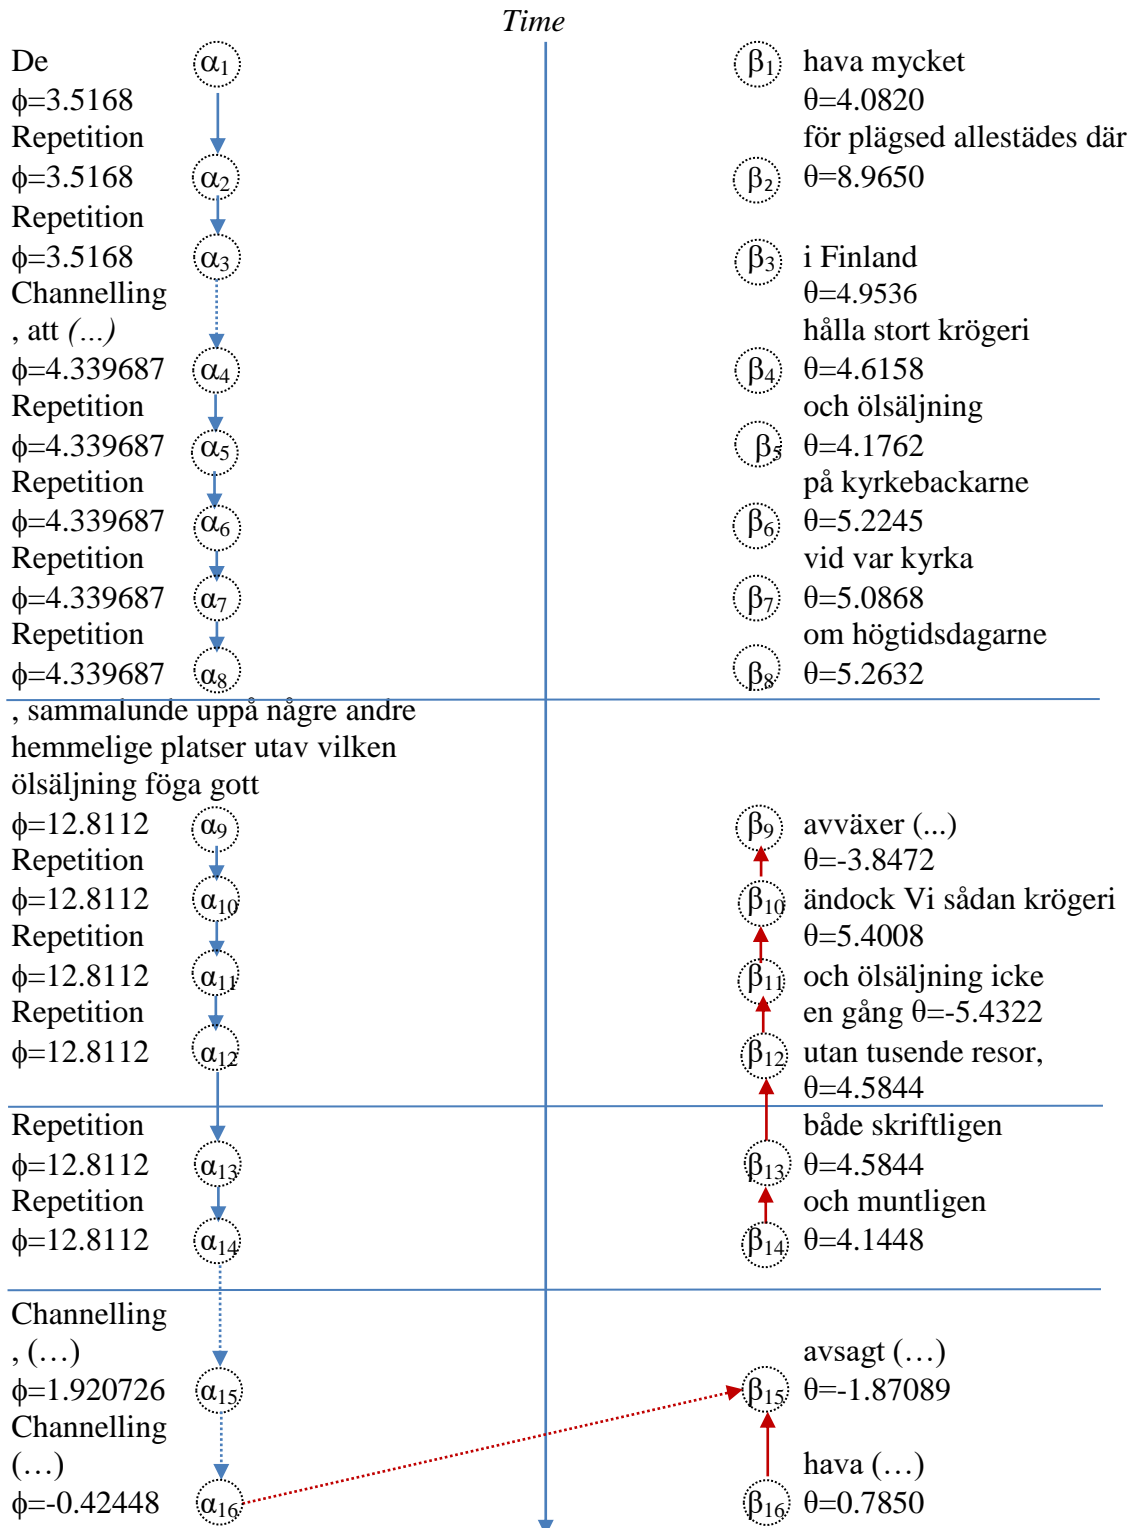 Time
De α1 β1 hava mycket
ϕ=3.5168 θ=4.0820
Repetition för plägsed allestädes där
ϕ=3.5168 α2 β2 θ=8.9650
Repetition
ϕ=3.5168 α3 β3 i Finland
Channelling θ=4.9536
, att (...) hålla stort krögeri
ϕ=4.339687 α4 β4 θ=4.6158
Repetition och ölsäljning
ϕ=4.339687 α5 β5 θ=4.1762
Repetition på kyrkebackarne
ϕ=4.339687 α6 β6 θ=5.2245
Repetition vid var kyrka
ϕ=4.339687 α7 β7 θ=5.0868
Repetition om högtidsdagarne
ϕ=4.339687 α8 β8 θ=5.2632
, sammalunde uppå någre andre
hemmelige platser utav vilken
ölsäljning föga gott
ϕ=12.8112 α9 β9 avväxer (...)
Repetition θ=-3.8472
ϕ=12.8112 α10 β10 ändock Vi sådan krögeri
Repetition θ=5.4008
ϕ=12.8112 α11 β11 och ölsäljning icke
Repetition en gång θ=-5.4322
ϕ=12.8112 α12 β12 utan tusende resor,
θ=4.5844
Repetition både skriftligen
ϕ=12.8112 α13 β13 θ=4.5844
Repetition och muntligen
ϕ=12.8112 α14 β14 θ=4.1448
Channelling
, (…) avsagt (…)
ϕ=1.920726 α15 β15 θ=-1.87089
Channelling
(…) hava (…)
ϕ=-0.42448 α16 β16 θ=0.7850